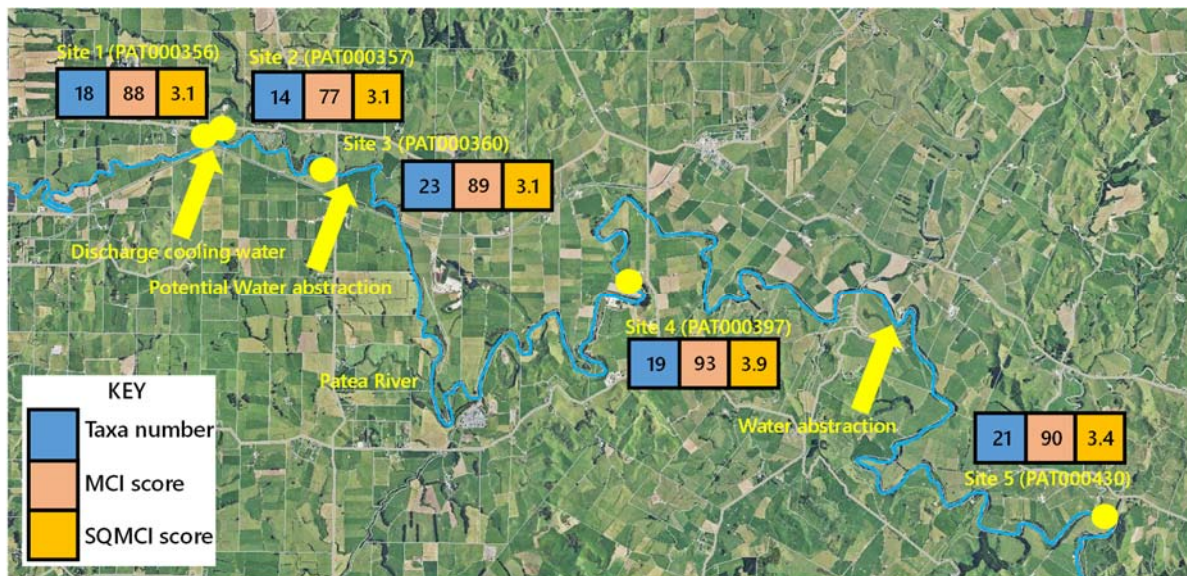 Site 1 (PAT000356)
18 88 3.1
Site 2 (PAT000357)
14 77 3.1
Site 3 (PAT000360)
23 89 3.1
Discharge cooling water
Potential Water abstraction
Site 4 (PAT000397)
19 93 3.9
Patea River
Water abstraction
21 90 3.4
Site 5 (PAT000430)
KEY
Taxa number
MCI score
SQMCI score